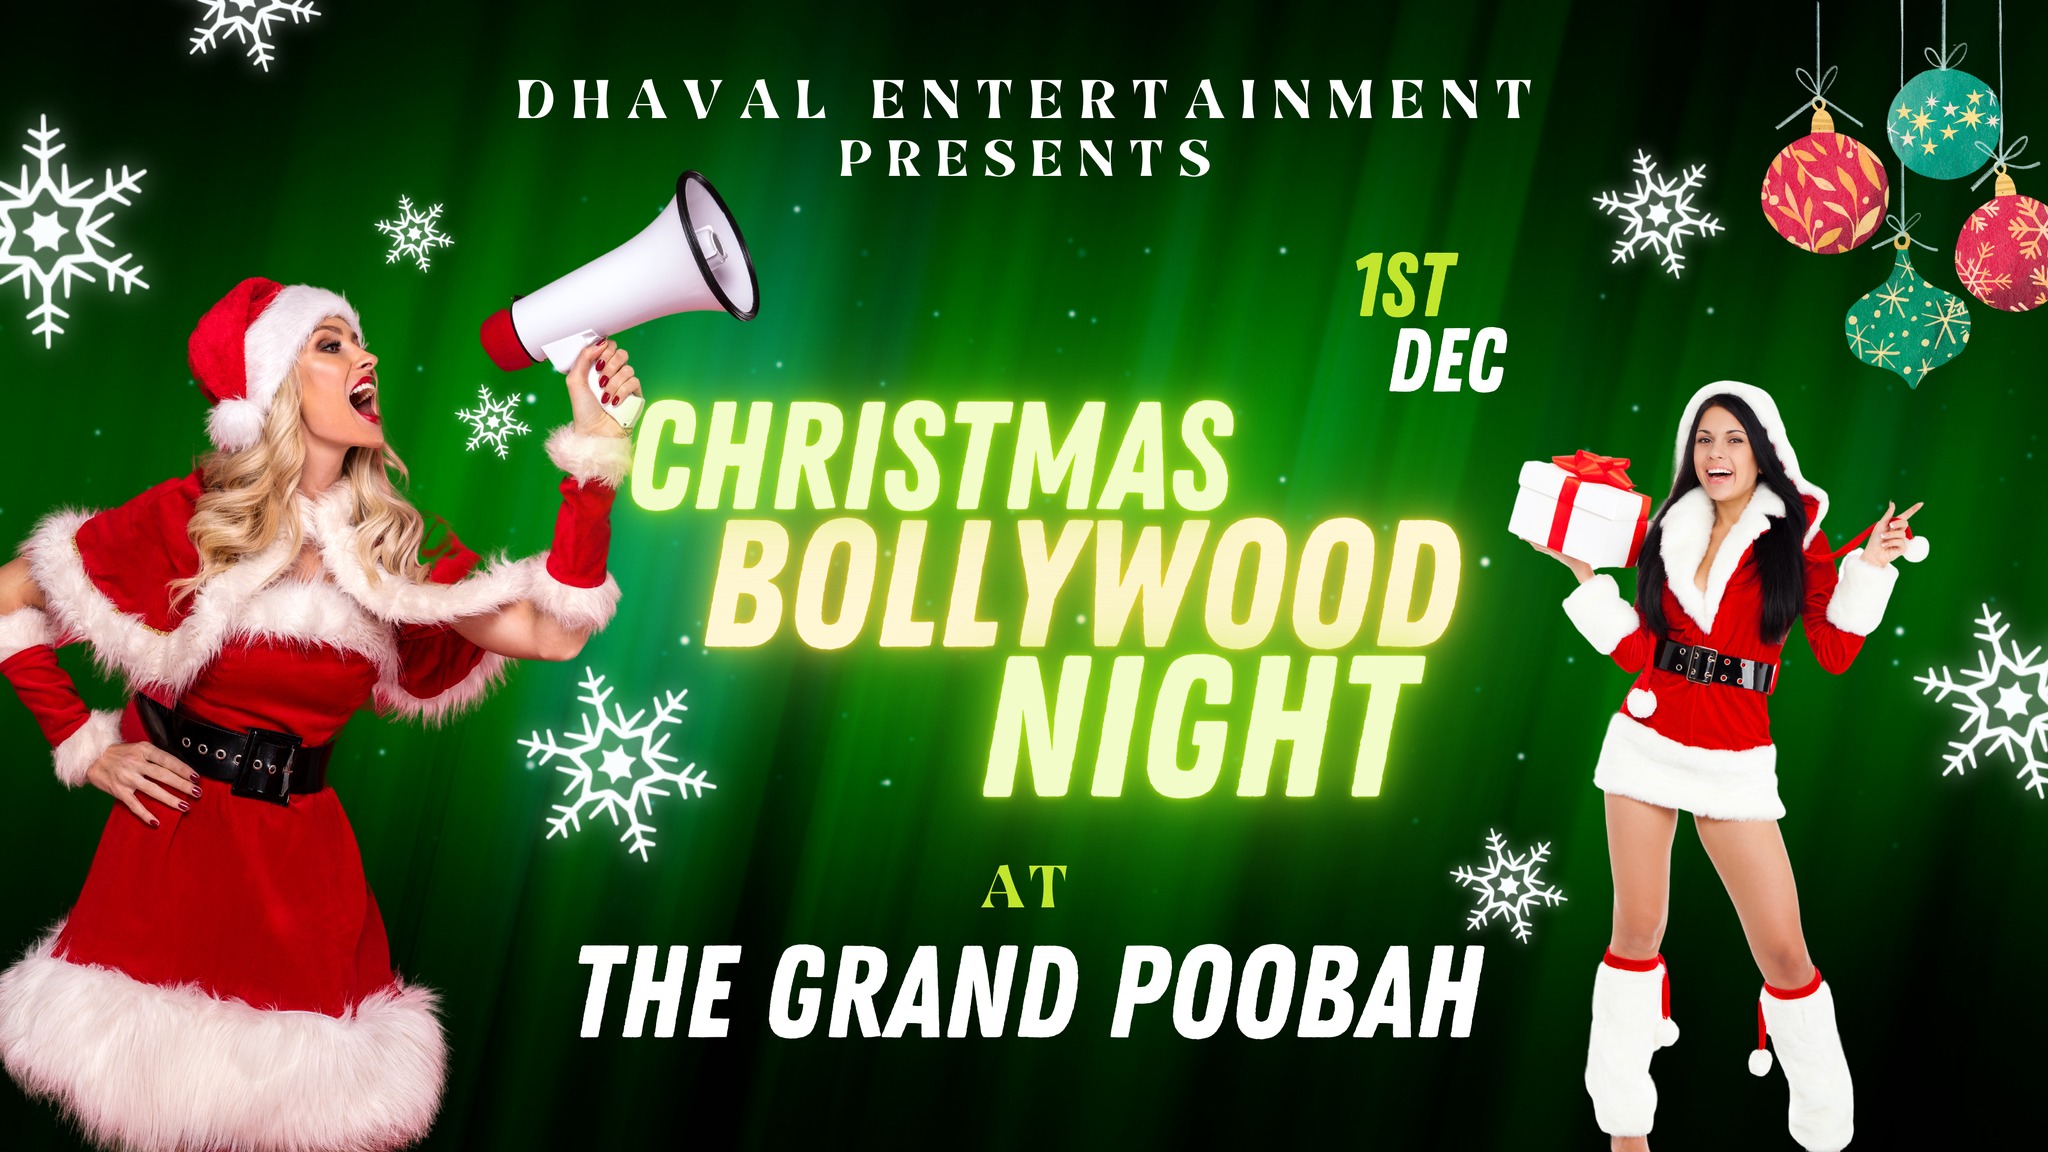 DHAVAL ENTERTAINMENT
PRESENTS
1ST
DEC
CHRISTMAS
BOLLYWOOD
NIGHT
AT
THE GRAND POOBAH